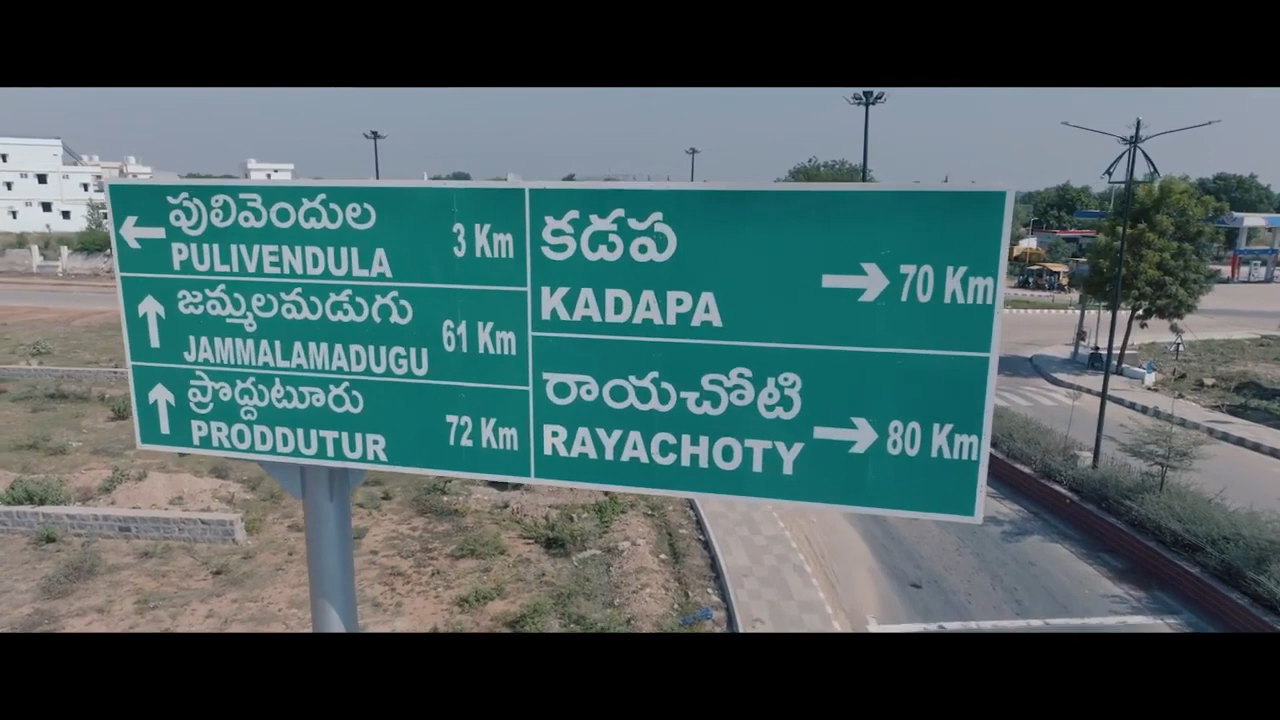 పులివెందుల
PULIVENDULA
3 Km
జమ్మలమడుగు
JAMMALAMADUGU
61 Km
ప్రొద్దుటూరు
PRODDUTUR
72 Km
కడప
KADAPA
70 Km
రాయచోటి
RAYACHOTY
80 Km